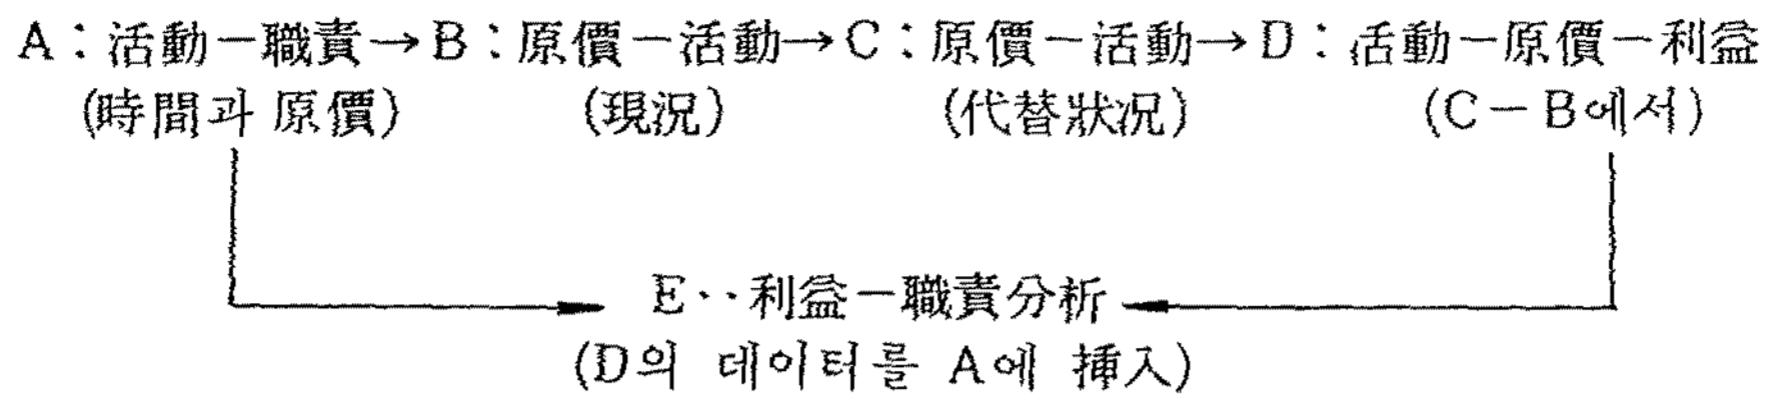 A : 活動－職責→B : 原價－活動→C : 原價－活動→D : 活動－原價－利益
(時間과 原價) (現況) (代替狀况) (C－B에서)
E‥利益－職責分析
(D의 데이터를 A에 揷入)